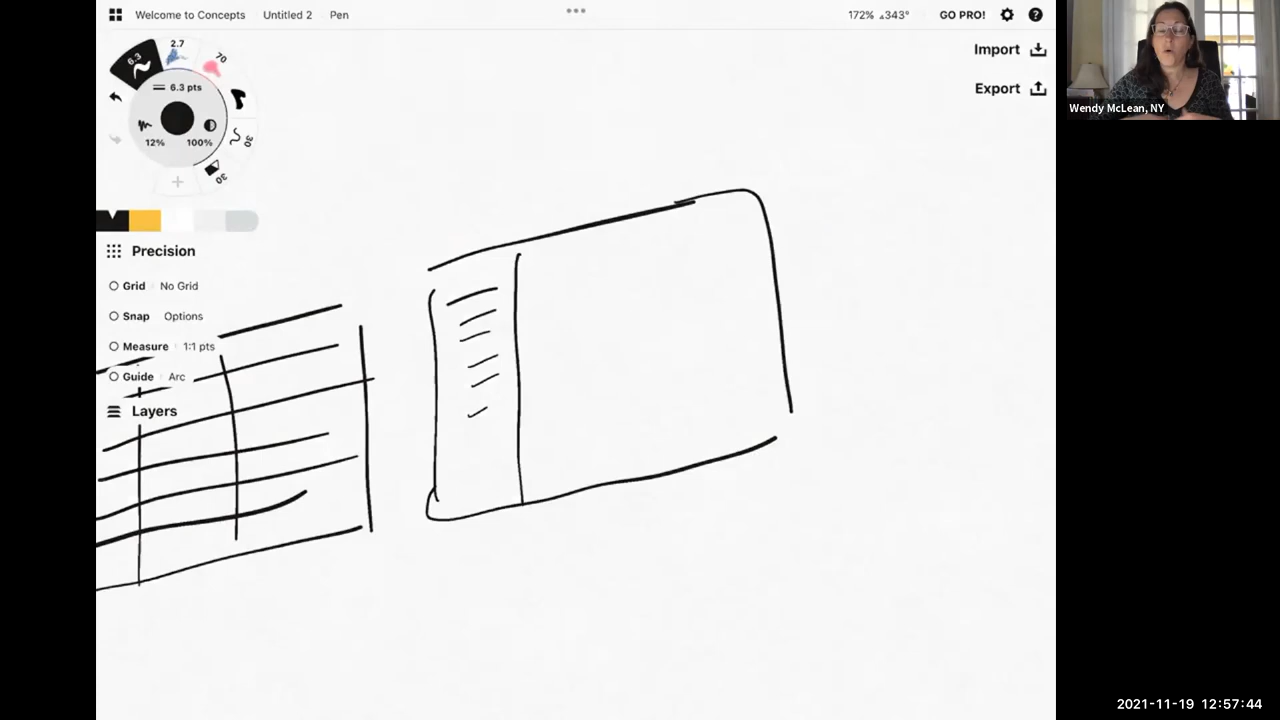 Welcome to Concepts Untitled 2 Pen ••• 172% 343° GO PRO!
Import
Export
6.3 2.7 70
6.3 pts
12% 100%
30
30
Precision
Grid No Grid
Snap Options
Measure 1:1 pts
Guide Arc
Layers
Wendy McLean, NY
2021-11-19 12:57:44